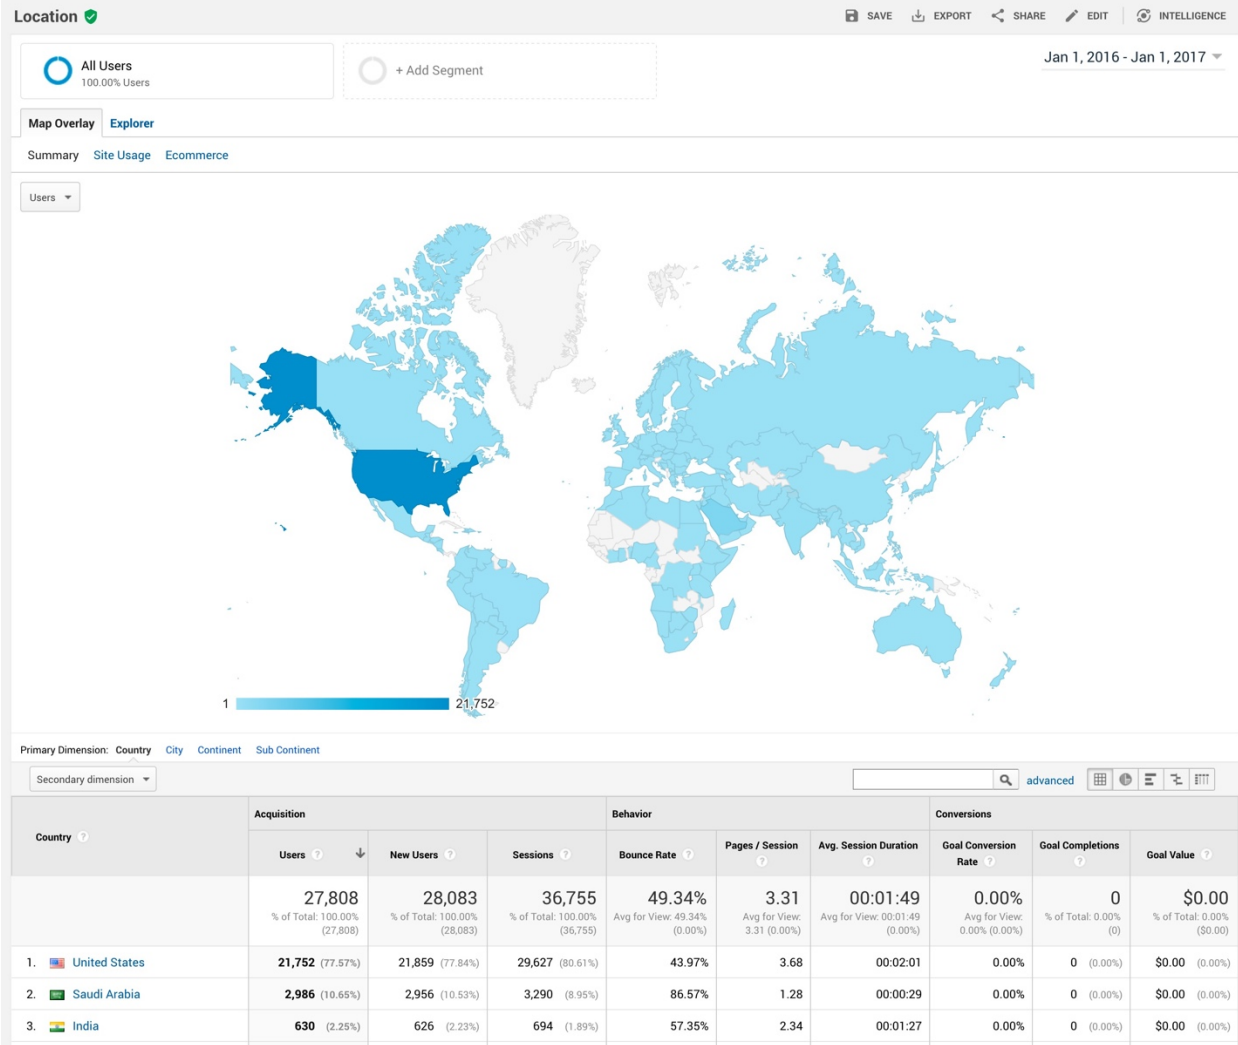 Location
SAVE EXPORT SHARE EDIT INTELLIGENCE
All Users
100.00% Users
+ Add Segment
Jan 1, 2016 - Jan 1, 2017
Map Overlay Explorer
Summary Site Usage Ecommerce
Users
1 21,752
Primary Dimension: Country City Continent Sub Continent
Secondary dimension
advanced
Country ?
Acquisition Behavior Conversions
Users ? New Users ? Sessions ? Bounce Rate ? Pages / Session ? Avg. Session Duration ? Goal Conversion Rate ? Goal Completions ? Goal Value ?
27,808 28,083 36,755 49.34% 3.31 00:01:49 0.00% 0 $0.00
% of Total: 100.00% % of Total: 100.00% % of Total: 100.00% Avg for View: 49.34% Avg for View: Avg for View: 00:01:49 Avg for View: % of Total: 0.00% % of Total: 0.00%
(27,808) (28,083) (36,755) (0.00%) 3.31 (0.00%) (0.00%) 0.00% (0.00%) (0) ($0.00)
1. United States 21,752 (77.57%) 21,859 (77.84%) 29,627 (80.61%) 43.97% 3.68 00:02:01 0.00% 0 (0.00%) $0.00 (0.00%)
2. Saudi Arabia 2,986 (10.65%) 2,956 (10.53%) 3,290 (8.95%) 86.57% 1.28 00:00:29 0.00% 0 (0.00%) $0.00 (0.00%)
3. India 630 (2.25%) 626 (2.23%) 694 (1.89%) 57.35% 2.34 00:01:27 0.00% 0 (0.00%) $0.00 (0.00%)